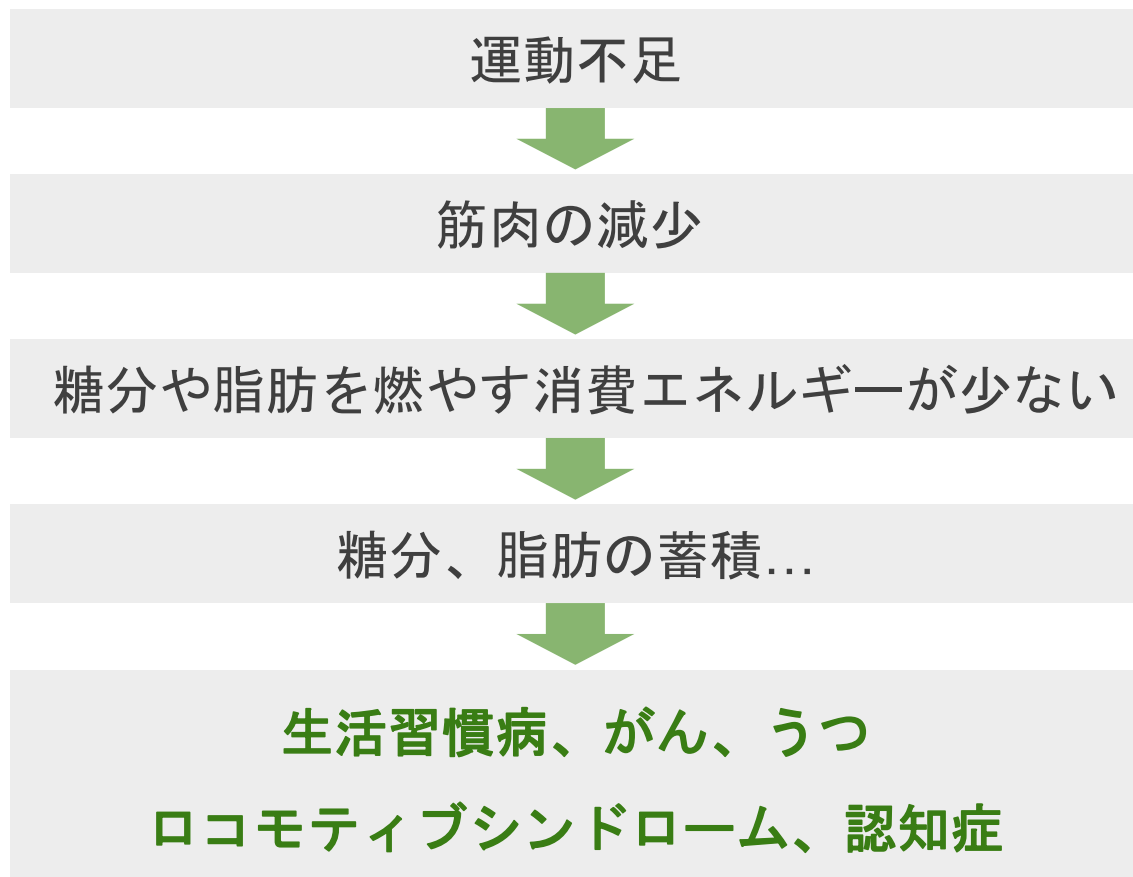 運動不足
筋肉の減少
糖分や脂肪を燃やす消費エネルギーが少ない
糖分、脂肪の蓄積…
生活習慣病、がん、うつ
ロコモティブシンドローム、認知症